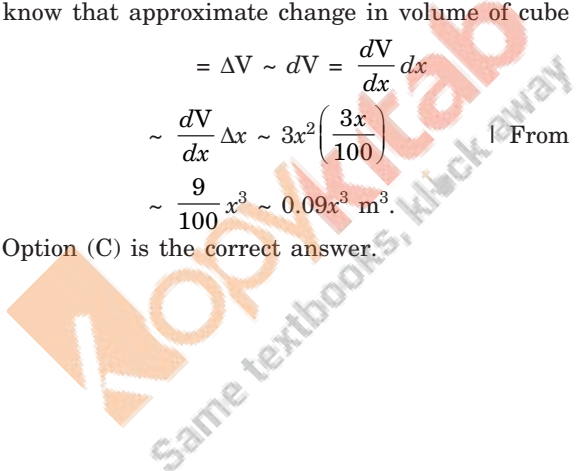 know that approximate change in volume of cube
= ΔV ~ dV = dV/dx dx
~ dV/dx Δx ~ 3x²(3x/100) | From
~ 9/100 x³ ~ 0.09x³ m³.
Option (C) is the correct answer.
kopykitab
Same textbooks, klick away